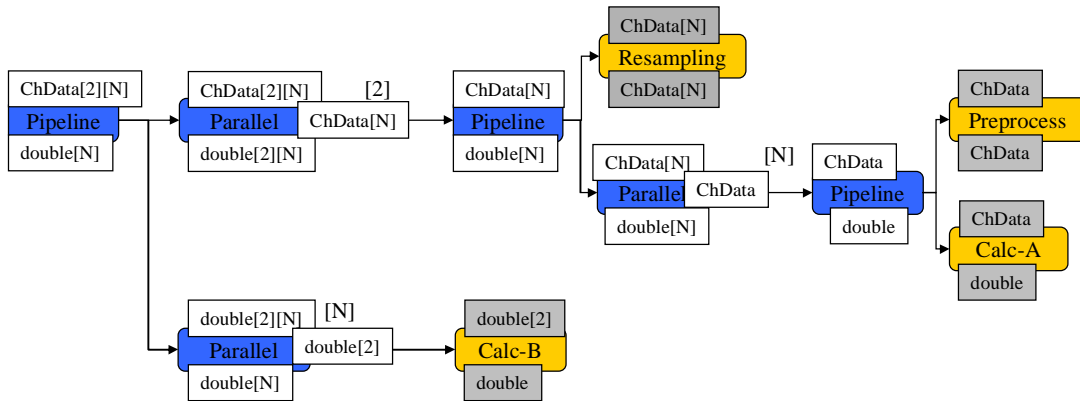 ChData[N]
Resampling
ChData[N]
ChData[2][N]
Pipeline
double[N]
ChData[2][N]
Parallel
double[2][N]
[2]
ChData[N]
ChData[N]
Pipeline
double[N]
ChData[N]
Parallel
double[N]
[N]
ChData
ChData
Pipeline
double
ChData
Preprocess
ChData
ChData
Calc-A
double
double[2][N]
Parallel
double[N]
[N]
double[2]
double[2]
Calc-B
double